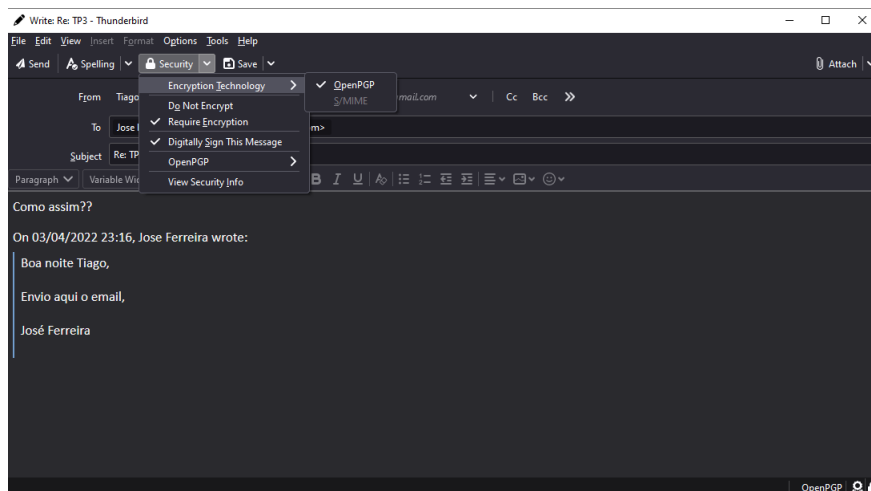 Write: Re: TP3 - Thunderbird
File Edit View Insert Format Options Tools Help
Send Spelling Security Save Attach
Encryption Technology OpenPGP
S/MIME
Do Not Encrypt
Require Encryption
Digitally Sign This Message
OpenPGP
View Security Info
From Tiago mail.com Cc Bcc
To Jose m>
Subject Re: TP
Paragraph Variable Wi B I U
Como assim??
On 03/04/2022 23:16, Jose Ferreira wrote:
Boa noite Tiago,
Envio aqui o email,
José Ferreira
OpenPGP